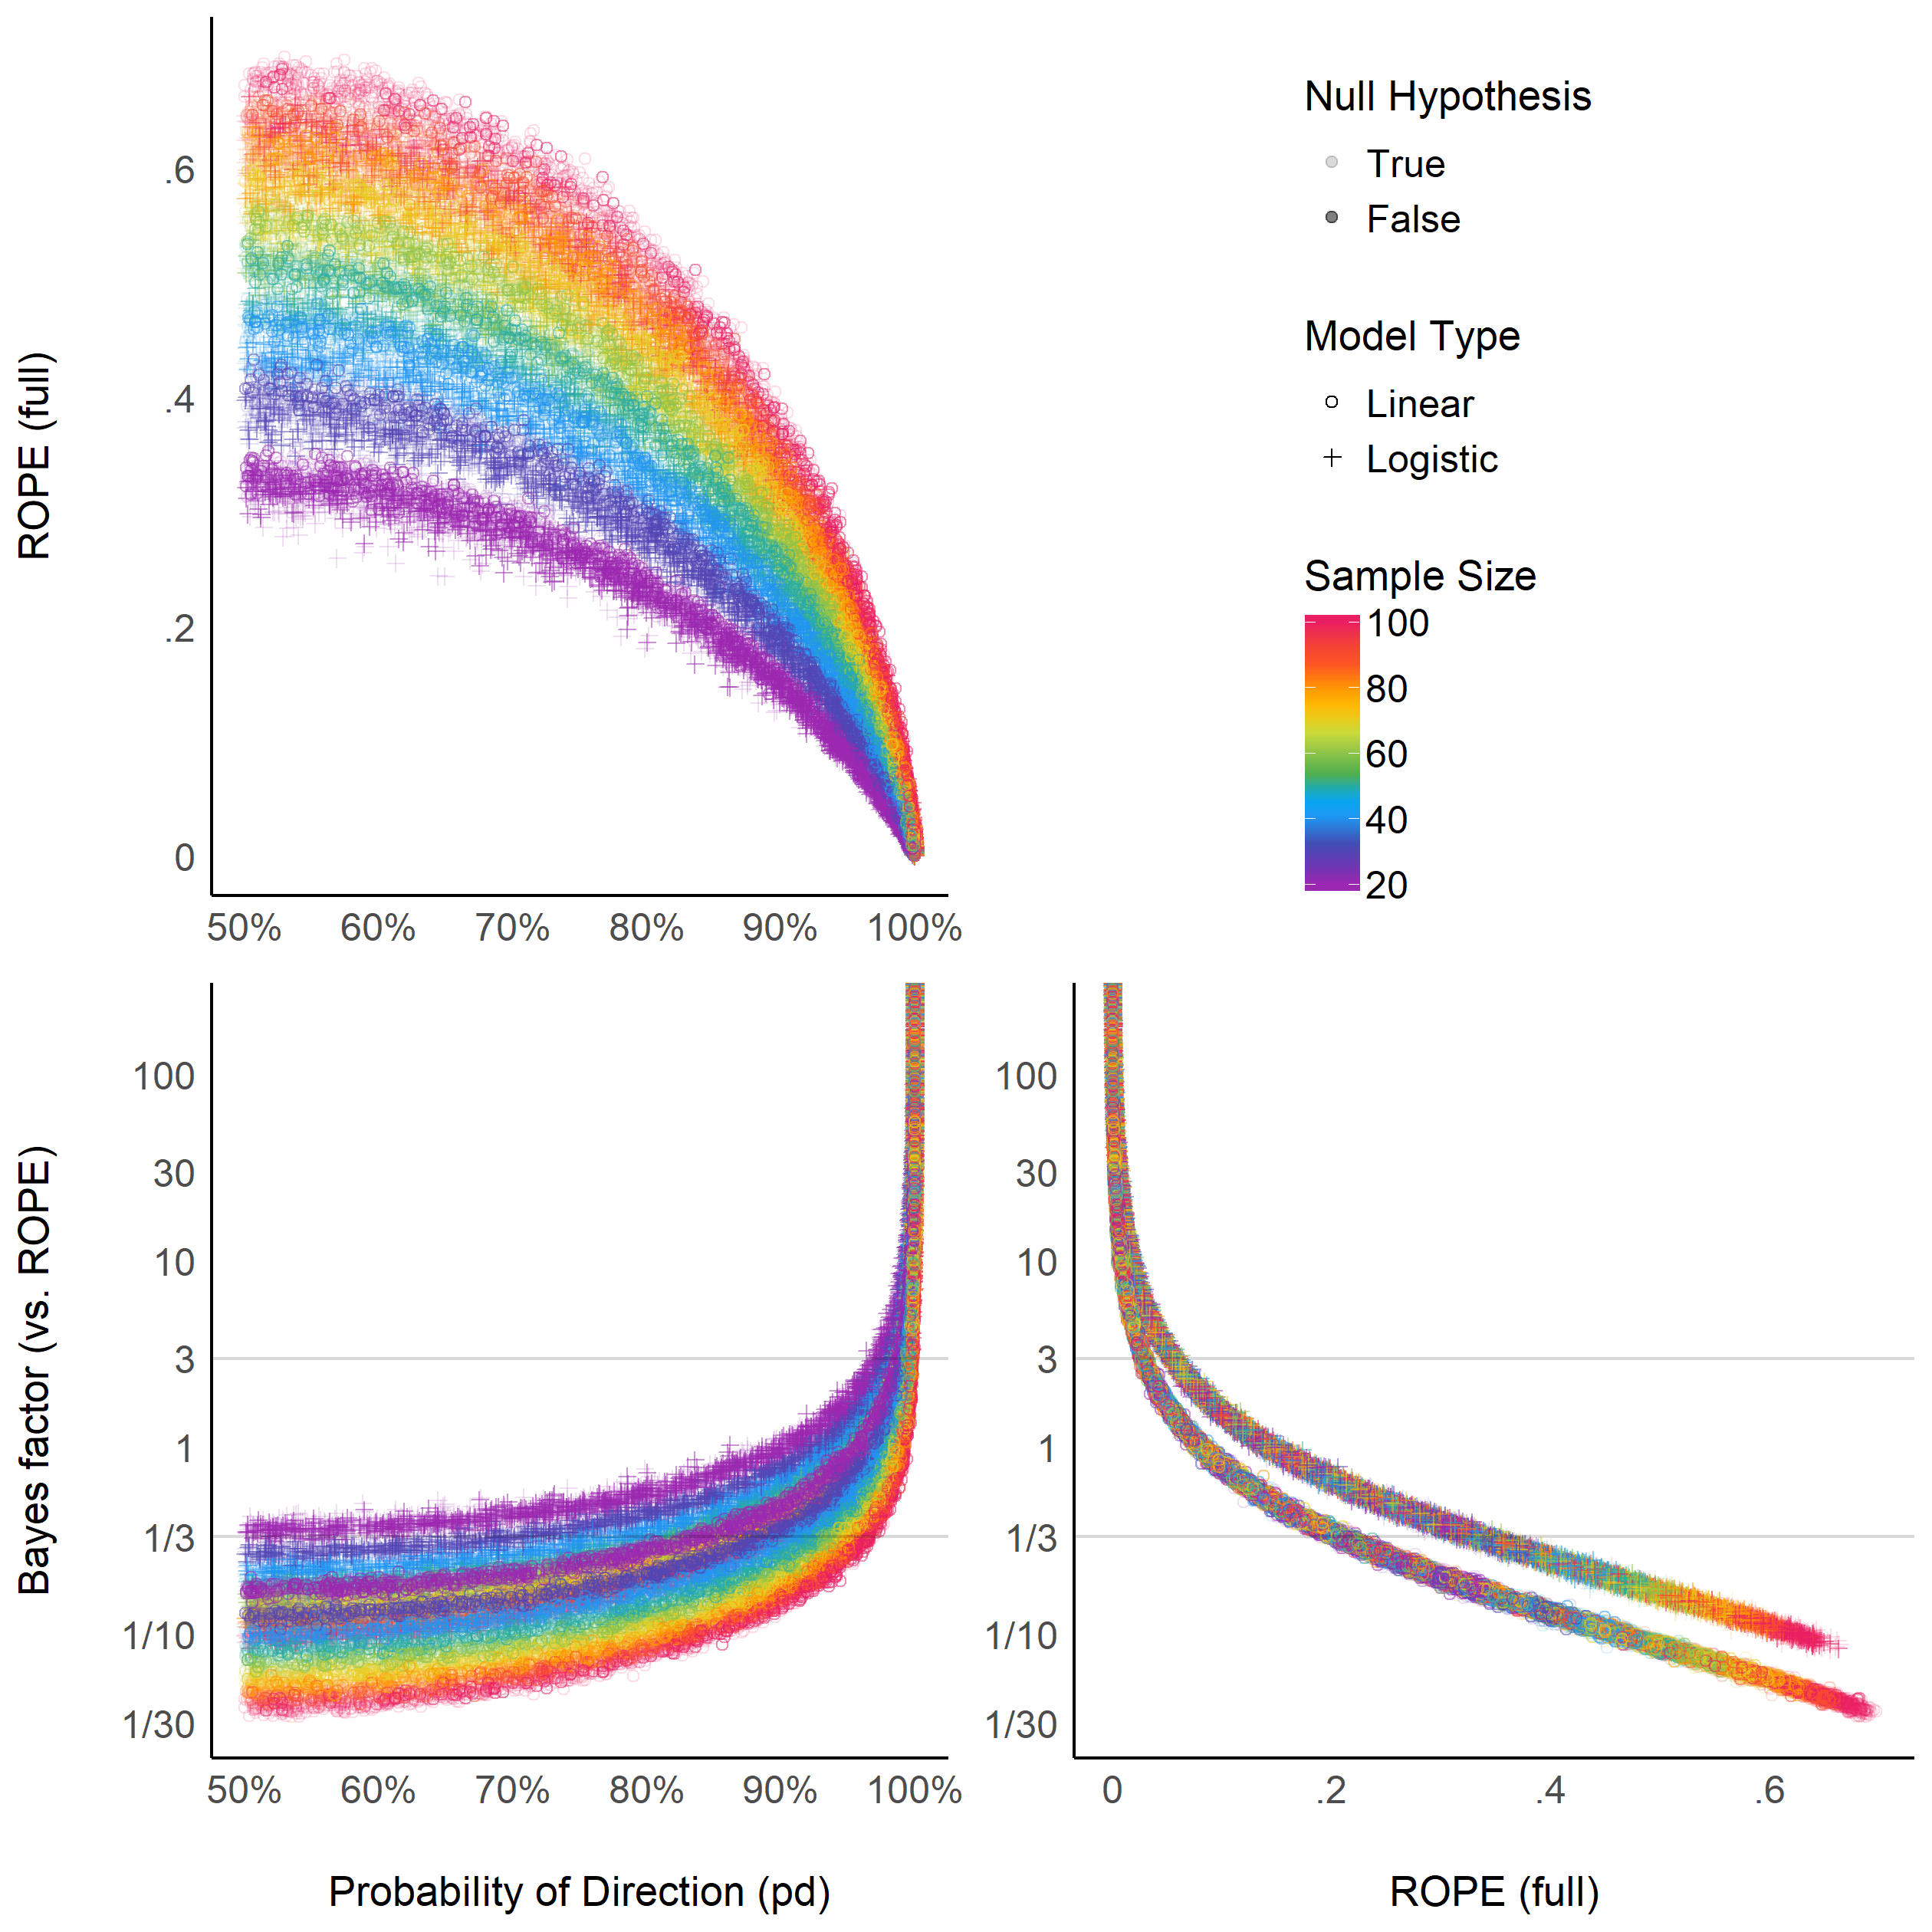 ROPE (full)
.6
.4
.2
0
50% 60% 70% 80% 90% 100%
Null Hypothesis
True
False
Model Type
Linear
Logistic
Sample Size
100
80
60
40
20
Bayes factor (vs. ROPE)
100
30
10
3
1
1/3
1/10
1/30
50% 60% 70% 80% 90% 100%
Probability of Direction (pd)
100
30
10
3
1
1/3
1/10
1/30
0 .2 .4 .6
ROPE (full)